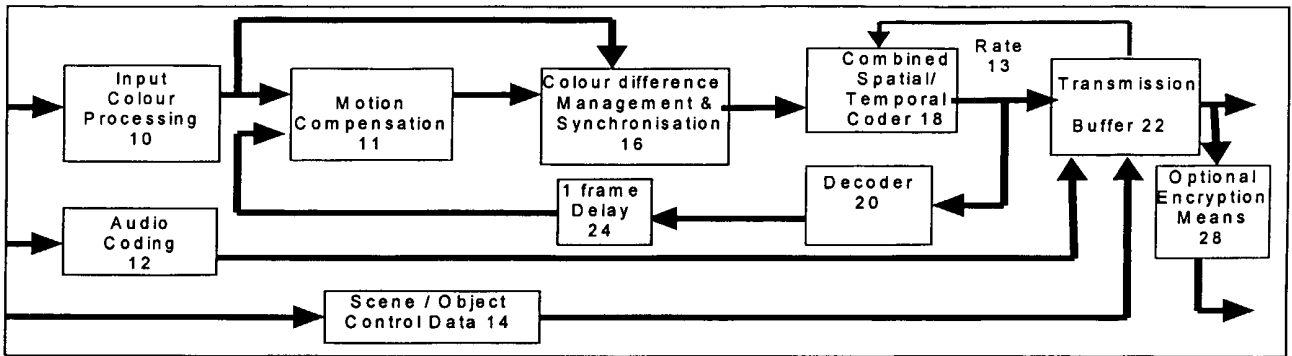 Input
Colour
Processing
10
Motion
Compensation
11
Colour difference
Management &
Synchronisation
16
Combined
Spatial/
Temporal
Coder 18
Rate
13
Transmission
Buffer 22
Optional
Encryption
Means
28
Decoder
20
1 frame
Delay
24
Audio
Coding
12
Scene / Object
Control Data 14